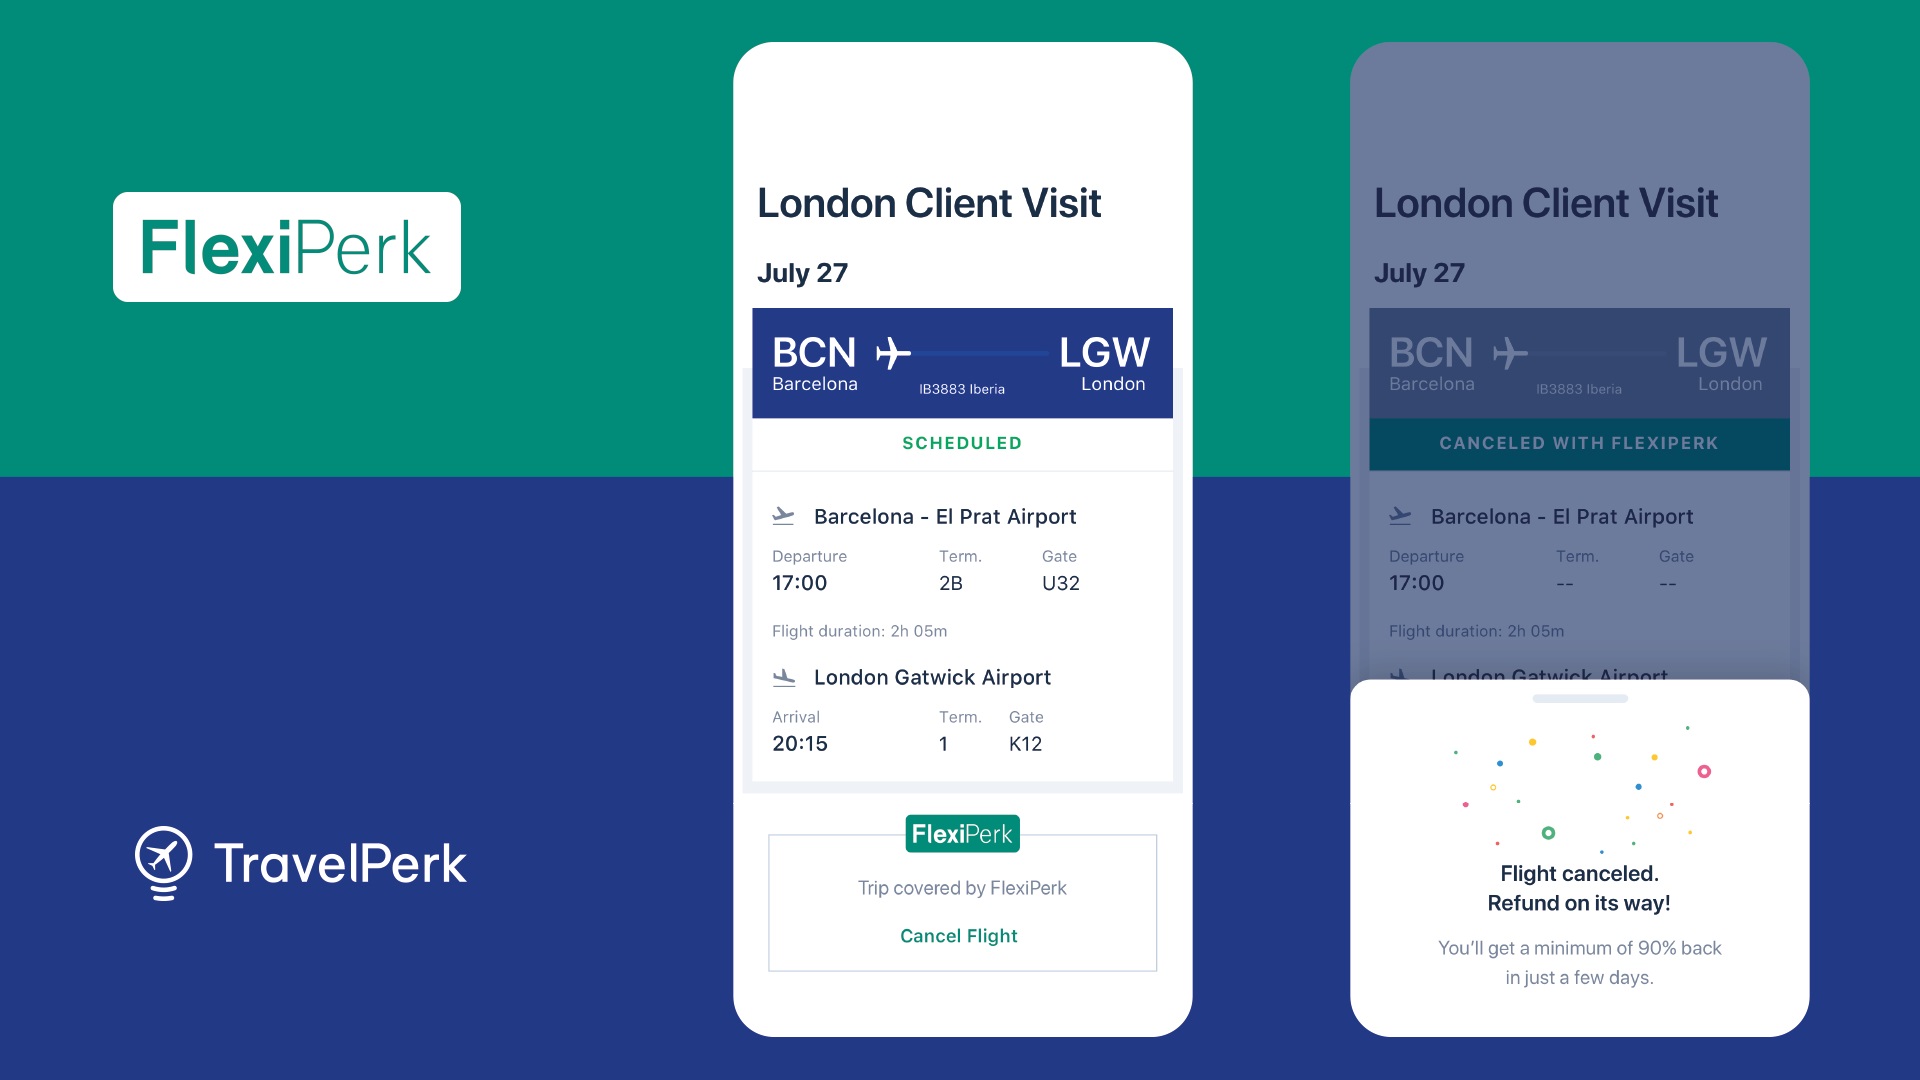 FlexiPerk
TravelPerk
London Client Visit
July 27
BCN LGW
Barcelona London
IB3883 Iberia
SCHEDULED
Barcelona - El Prat Airport
Departure Term. Gate
17:00 2B U32
Flight duration: 2h 05m
London Gatwick Airport
Arrival Term. Gate
20:15 1 K12
FlexiPerk
Trip covered by FlexiPerk
Cancel Flight
London Client Visit
July 27
BCN LGW
Barcelona London
IB3883 Iberia
CANCELED WITH FLEXIPERK
Barcelona - El Prat Airport
Departure Term. Gate
17:00 -- --
Flight duration: 2h 05m
London Gatwick Airport
Flight canceled.
Refund on its way!
You’ll get a minimum of 90% back
in just a few days.